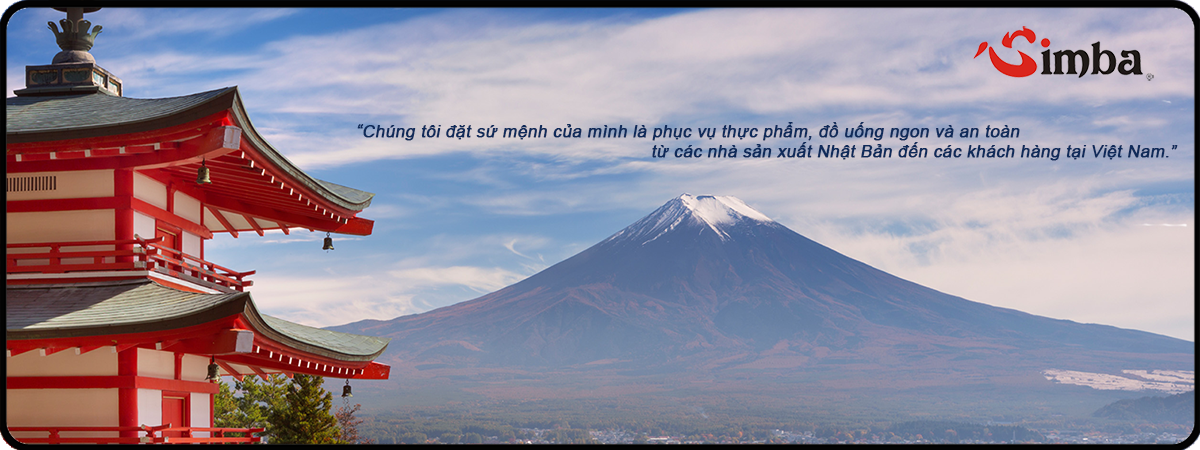 Simba
“Chúng tôi đặt sứ mệnh của mình là phục vụ thực phẩm, đồ uống ngon và an toàn
từ các nhà sản xuất Nhật Bản đến các khách hàng tại Việt Nam.”